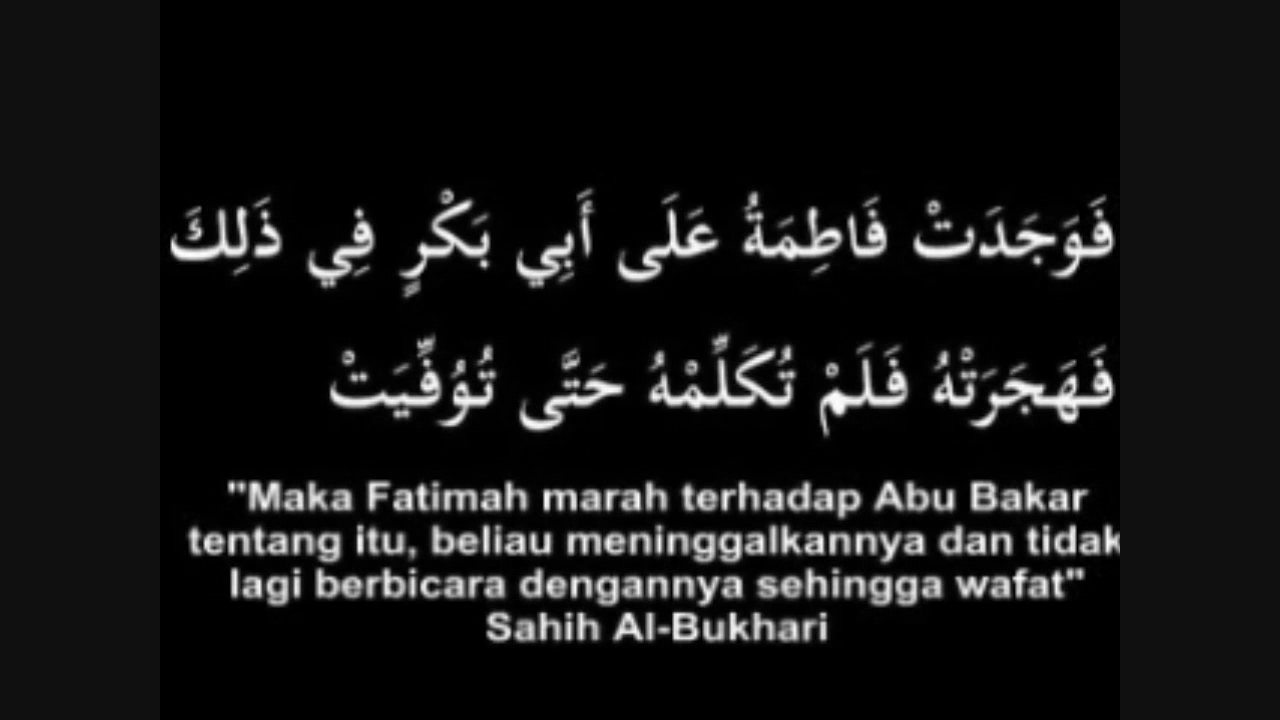 فَوَجَدَتْ فَاطِمَةُ عَلَى أَبِي بَكْرٍ فِي ذَلِكَ
فَهَجَرَتْهُ فَلَمْ تُكَلِّمْهُ حَتَّى تُوُفِّيَتْ
"Maka Fatimah marah terhadap Abu Bakar
tentang itu, beliau meninggalkannya dan tidak
lagi berbicara dengannya sehingga wafat"
Sahih Al-Bukhari